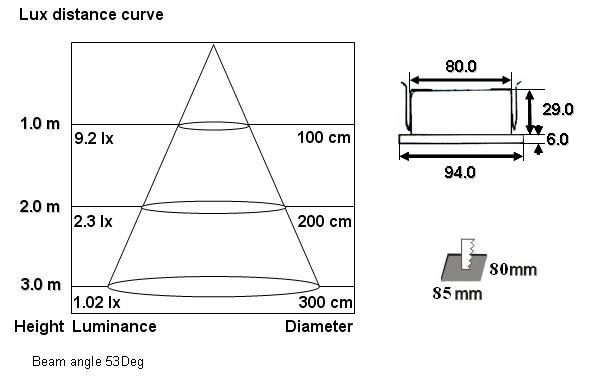 Lux distance curve
1.0 m
9.2 lx
100 cm
2.0 m
2.3 lx
200 cm
3.0 m
1.02 lx
300 cm
Height Luminance Diameter
Beam angle 53Deg
80.0
29.0
6.0
94.0
80mm
85mm